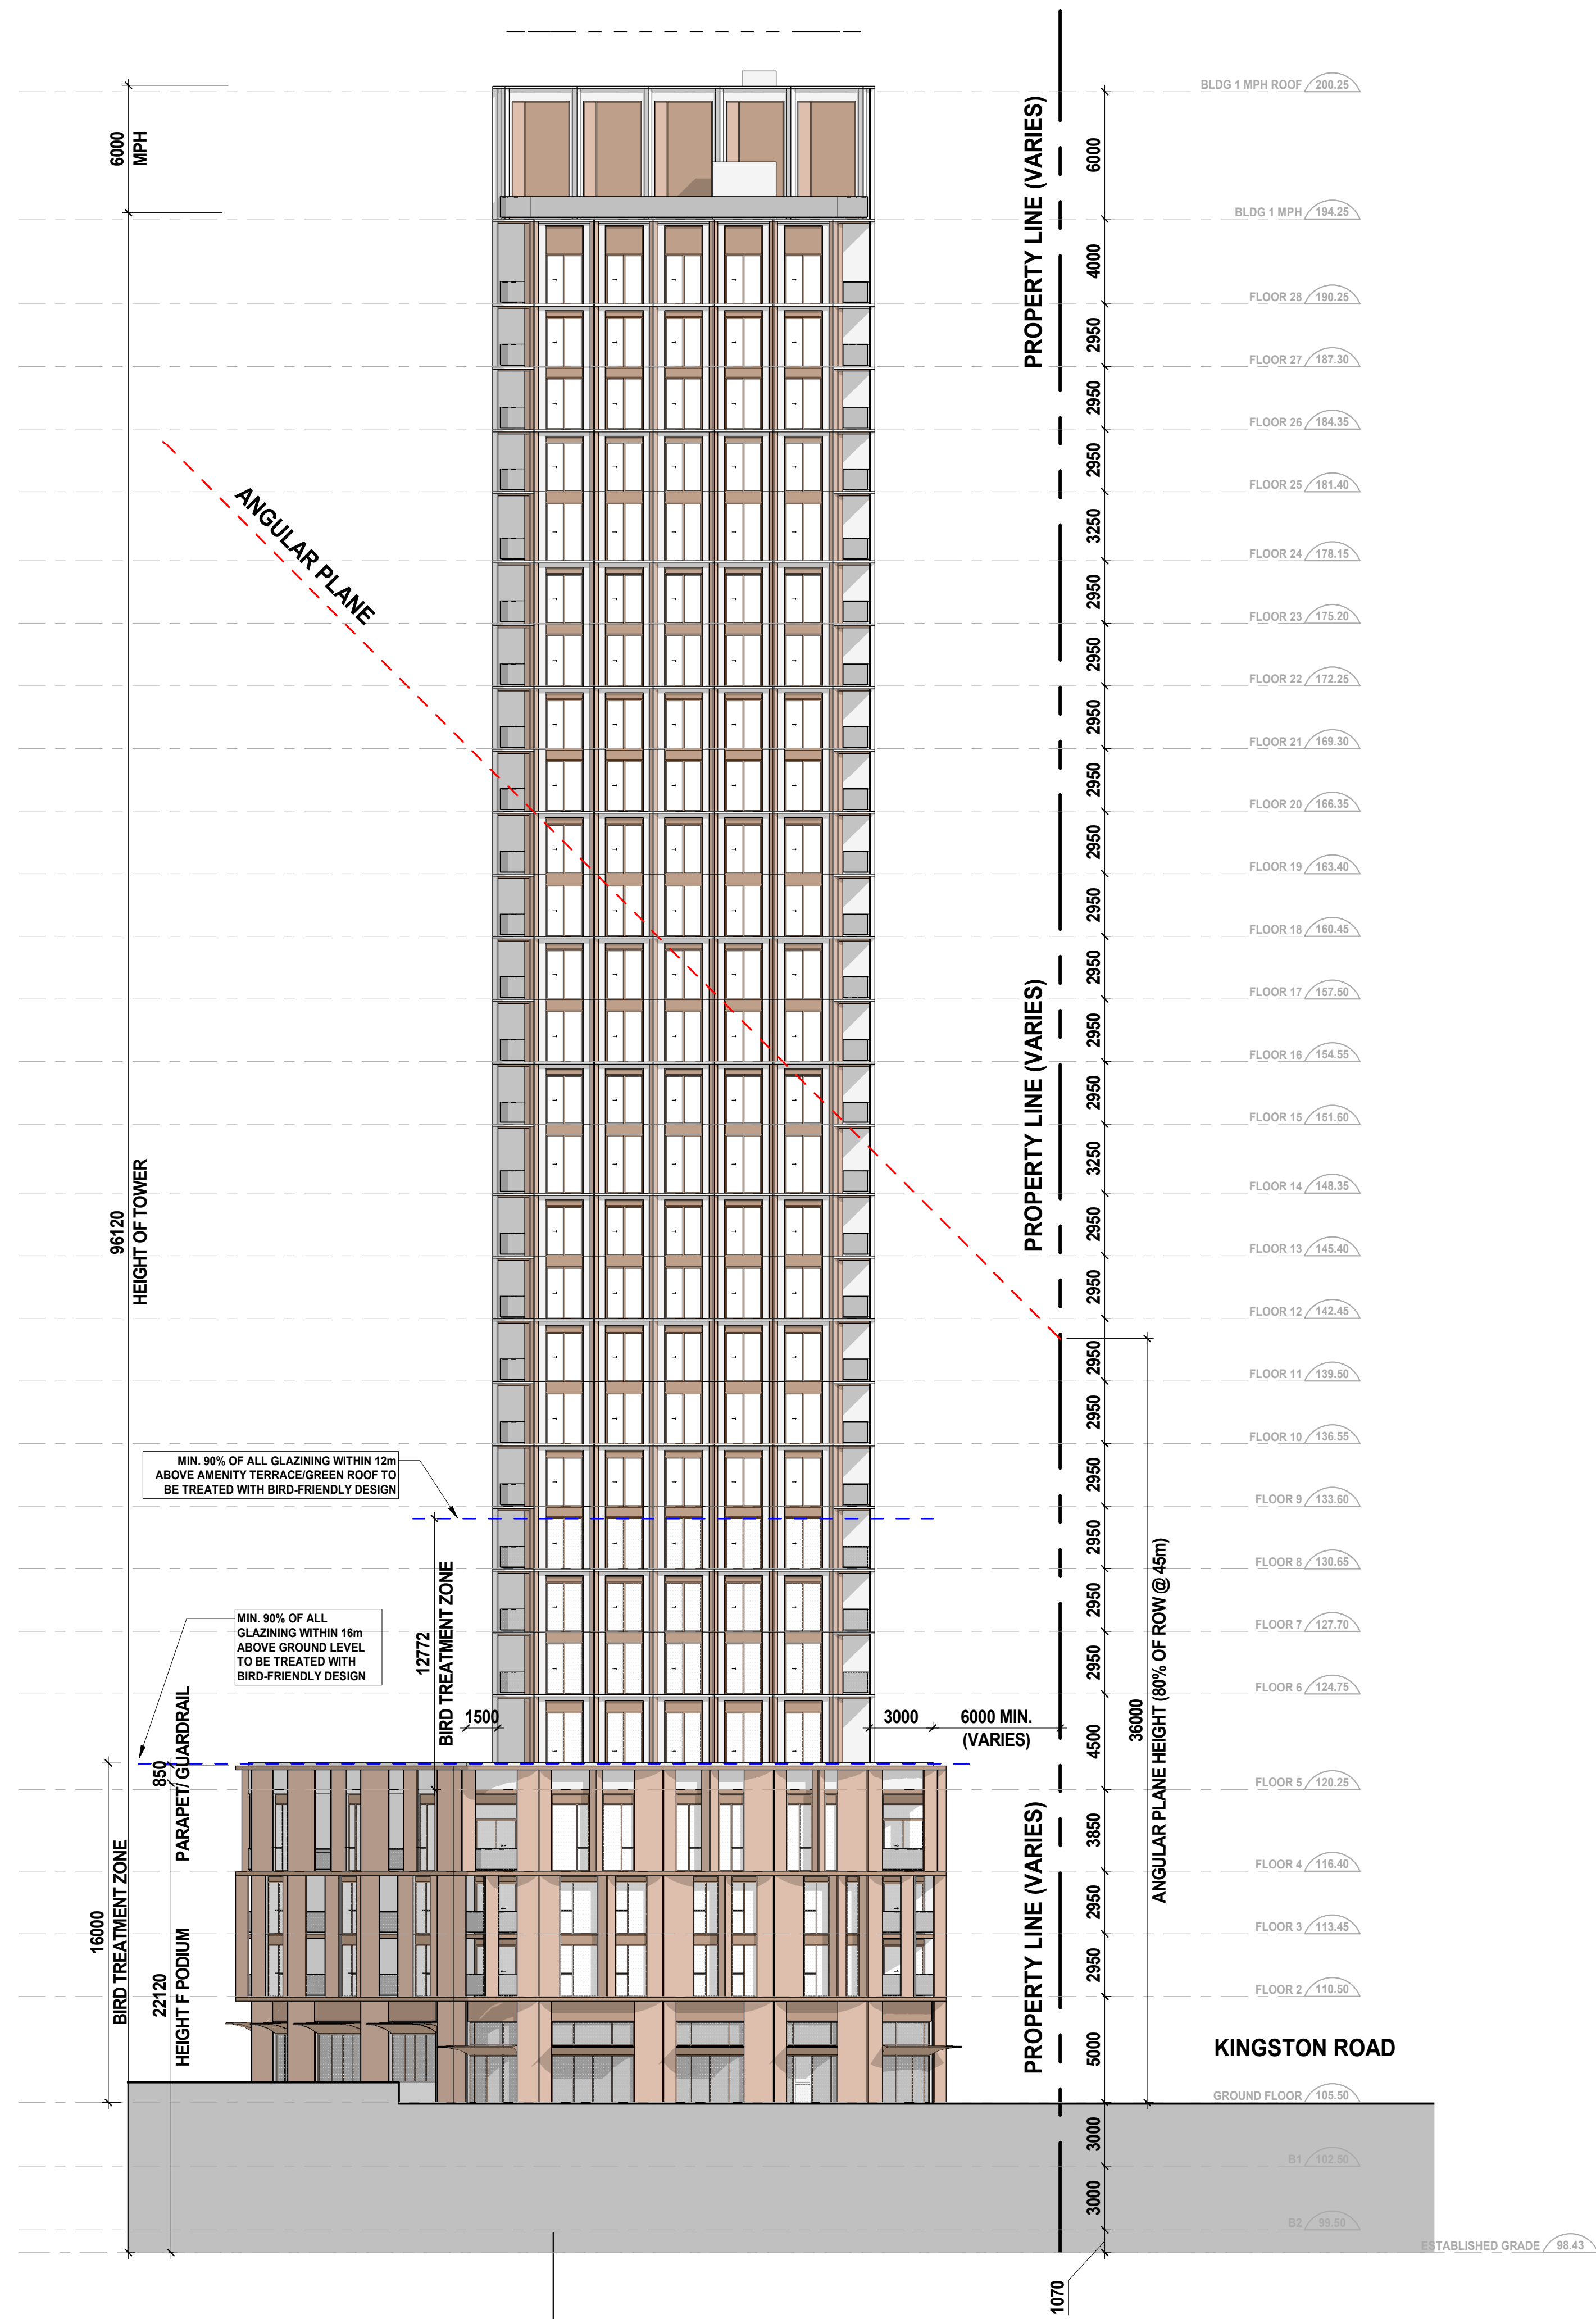 BLDG 1 MPH ROOF 200.25
6000
MPH
PROPERTY LINE (VARIES)
6000
BLDG 1 MPH 194.25
4000
FLOOR 28 190.25
2950
FLOOR 27 187.30
2950
FLOOR 26 184.35
2950
FLOOR 25 181.40
ANGULAR PLANE
3250
FLOOR 24 178.15
2950
FLOOR 23 175.20
2950
FLOOR 22 172.25
2950
FLOOR 21 169.30
2950
FLOOR 20 166.35
2950
FLOOR 19 163.40
2950
FLOOR 18 160.45
2950
FLOOR 17 157.50
PROPERTY LINE (VARIES)
2950
FLOOR 16 154.55
2950
FLOOR 15 151.60
3250
FLOOR 14 148.35
96120
HEIGHT OF TOWER
2950
FLOOR 13 145.40
2950
FLOOR 12 142.45
2950
FLOOR 11 139.50
2950
FLOOR 10 136.55
MIN. 90% OF ALL GLAZINING WITHIN 12m
ABOVE AMENITY TERRACE/GREEN ROOF TO
BE TREATED WITH BIRD-FRIENDLY DESIGN
2950
FLOOR 9 133.60
2950
FLOOR 8 130.65
2950
FLOOR 7 127.70
2950
FLOOR 6 124.75
36000
ANGULAR PLANE HEIGHT (80% OF ROW @ 45m)
MIN. 90% OF ALL
GLAZINING WITHIN 16m
ABOVE GROUND LEVEL
TO BE TREATED WITH
BIRD-FRIENDLY DESIGN
12772
BIRD TREATMENT ZONE
1500
3000
6000 MIN.
(VARIES)
4500
FLOOR 5 120.25
850
PARAPET/GUARDRAIL
3850
FLOOR 4 116.40
PROPERTY LINE (VARIES)
2950
FLOOR 3 113.45
16000
BIRD TREATMENT ZONE
22120
HEIGHT F PODIUM
2950
FLOOR 2 110.50
5000
KINGSTON ROAD
GROUND FLOOR 105.50
3000
B1 102.50
3000
B2 99.50
ESTABLISHED GRADE 98.43
1070